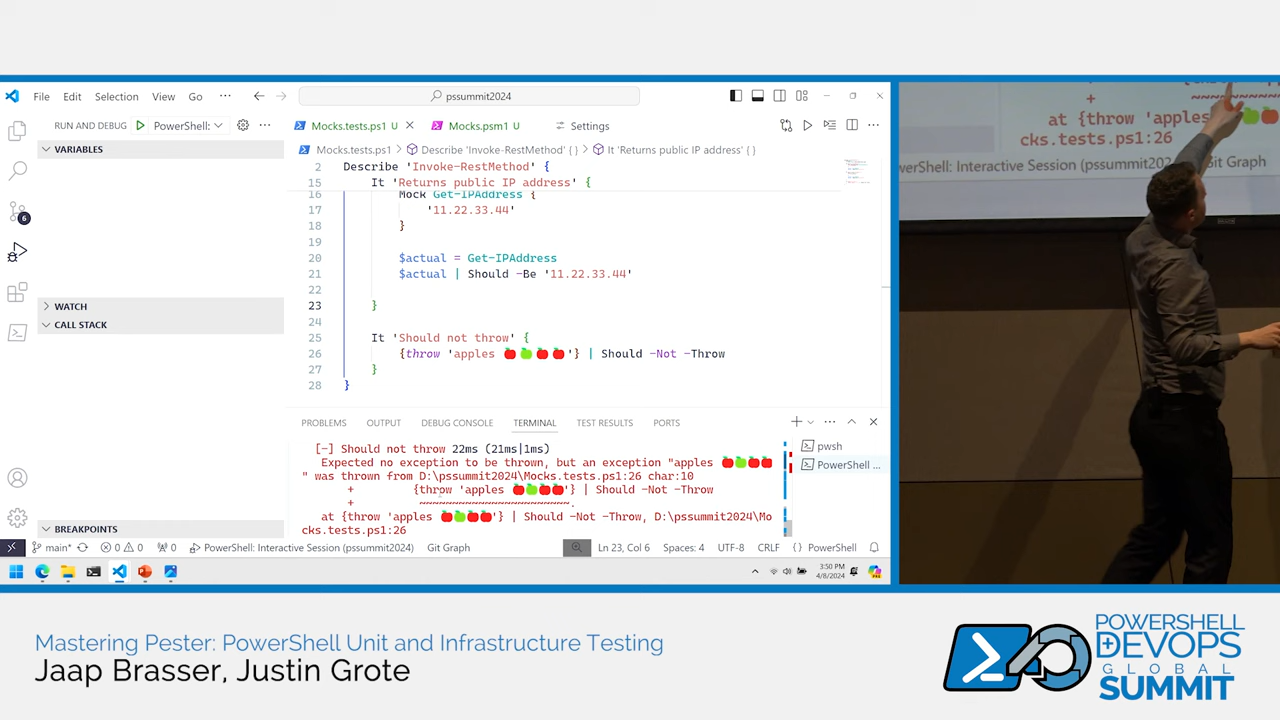 File Edit Selection View Go ··· pssummit2024
RUN AND DEBUG PowerShell: ···
Mocks.tests.ps1 U Mocks.psm1 U Settings ···
Mocks.tests.ps1 > Describe 'Invoke-RestMethod' { } > It 'Returns public IP address' { }
VARIABLES
2 Describe 'Invoke-RestMethod' {
15 It 'Returns public IP address' {
16 Mock Get-IPAddress {
17 '11.22.33.44'
18 }
19
20 $actual = Get-IPAddress
21 $actual | Should -Be '11.22.33.44'
22
23 }
24
25 It 'Should not throw' {
26 {throw 'apples 🍎🍏🍎🍎'} | Should -Not -Throw
27 }
28 }
WATCH
CALL STACK
BREAKPOINTS
6
PROBLEMS OUTPUT DEBUG CONSOLE TERMINAL TEST RESULTS PORTS ···
[-] Should not throw 22ms (21ms|1ms)
Expected no exception to be thrown, but an exception "apples 🍎🍏🍎🍎
" was thrown from D:\pssummit2024\Mocks.tests.ps1:26 char:10
+ {throw 'apples 🍎🍏🍎🍎'} | Should -Not -Throw
+ ~~~~~~~~~~~~~~~~~~~~~~~.
at {throw 'apples 🍎🍏🍎🍎'} | Should -Not -Throw, D:\pssummit2024\Mo
cks.tests.ps1:26
pwsh
PowerShell ...
main* 0 0 0 PowerShell: Interactive Session (pssummit2024) Git Graph Ln 23, Col 6 Spaces: 4 UTF-8 CRLF { } PowerShell
3:50 PM
4/8/2024
+ ~~~~~~
at {throw 'apples 🍏🍎
cks.tests.ps1:26
werShell: Interactive Session (pssummit202 Git Graph
Mastering Pester: PowerShell Unit and Infrastructure Testing
Jaap Brasser, Justin Grote
POWERSHELL
DEVOPS
GLOBAL
SUMMIT